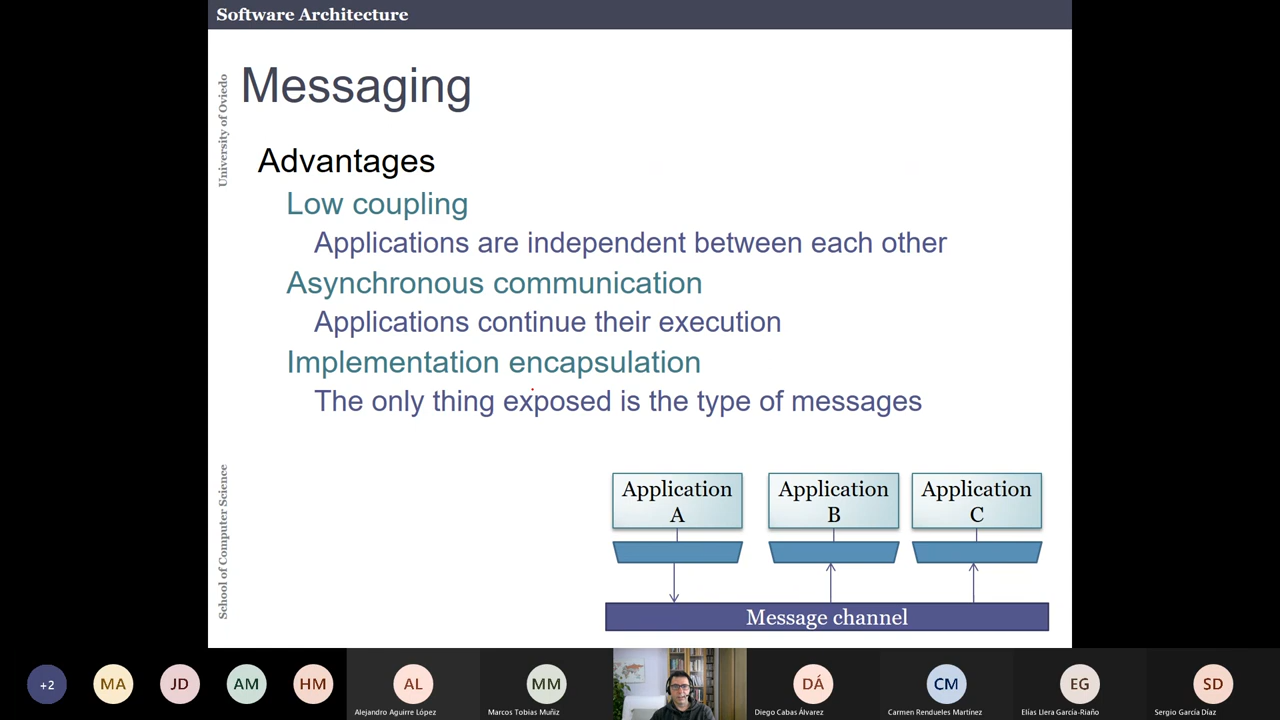 Software Architecture
University of Oviedo
Messaging
Advantages
Low coupling
Applications are independent between each other
Asynchronous communication
Applications continue their execution
Implementation encapsulation
The only thing exposed is the type of messages
School of Computer Science
Application
A
Application
B
Application
C
Message channel
+2
MA
JD
AM
HM
AL
Alejandro Aguirre López
MM
Marcos Tobias Muñiz
DÁ
Diego Cabas Álvarez
CM
Carmen Rendueles Martínez
EG
Elías Llera García-Riaño
SD
Sergio García Díaz